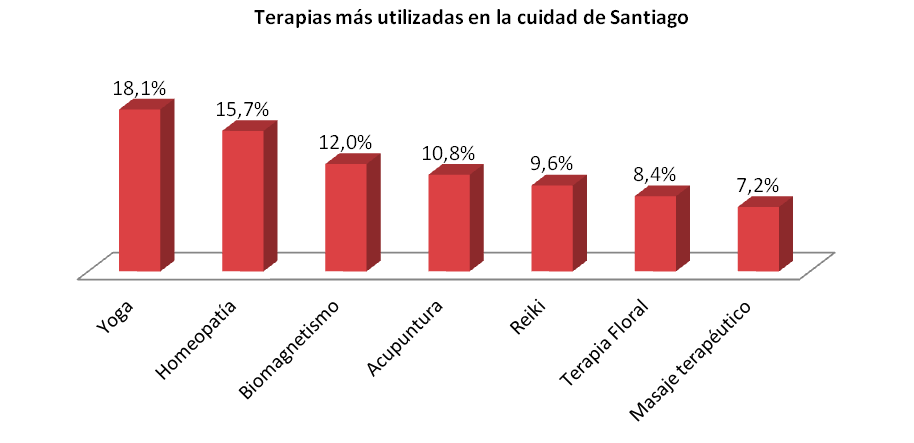 Terapias más utilizadas en la cuidad de Santiago
18,1%
15,7%
12,0%
10,8%
9,6%
8,4%
7,2%
Yoga
Homeopatía
Biomagnetismo
Acupuntura
Reiki
Terapia Floral
Masaje terapéutico